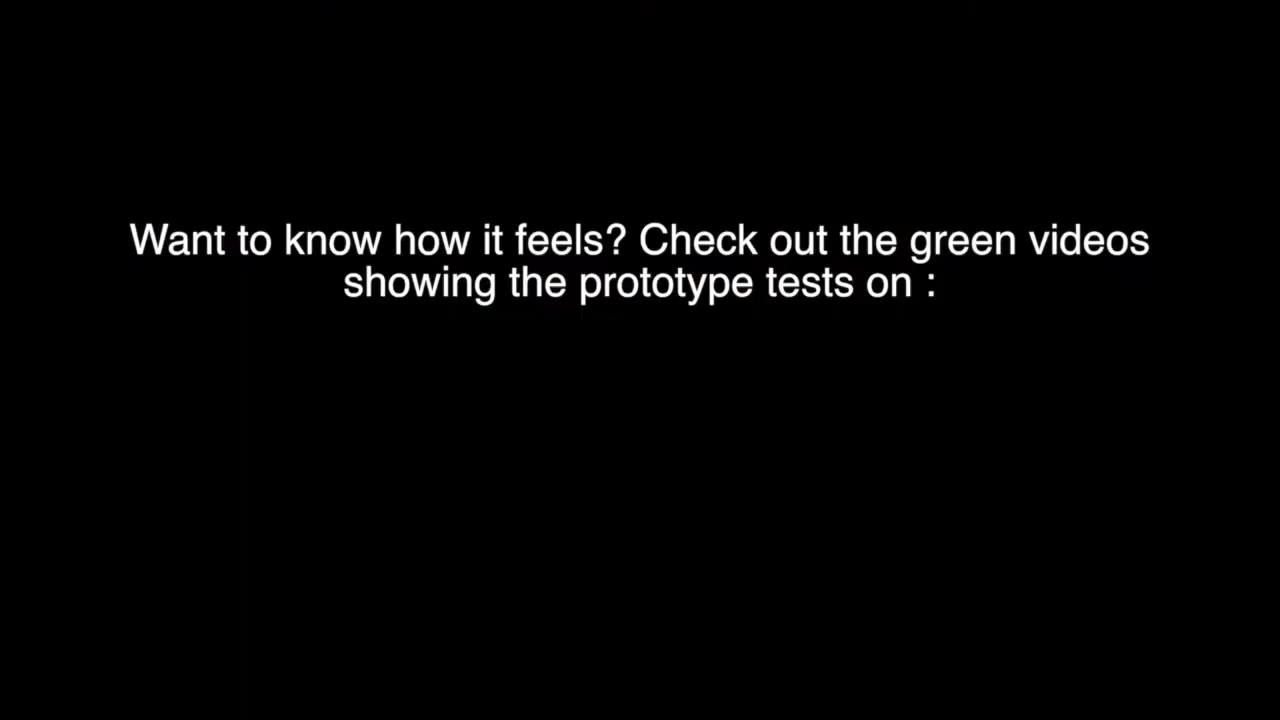 Want to know how it feels? Check out the green videos
showing the prototype tests on :